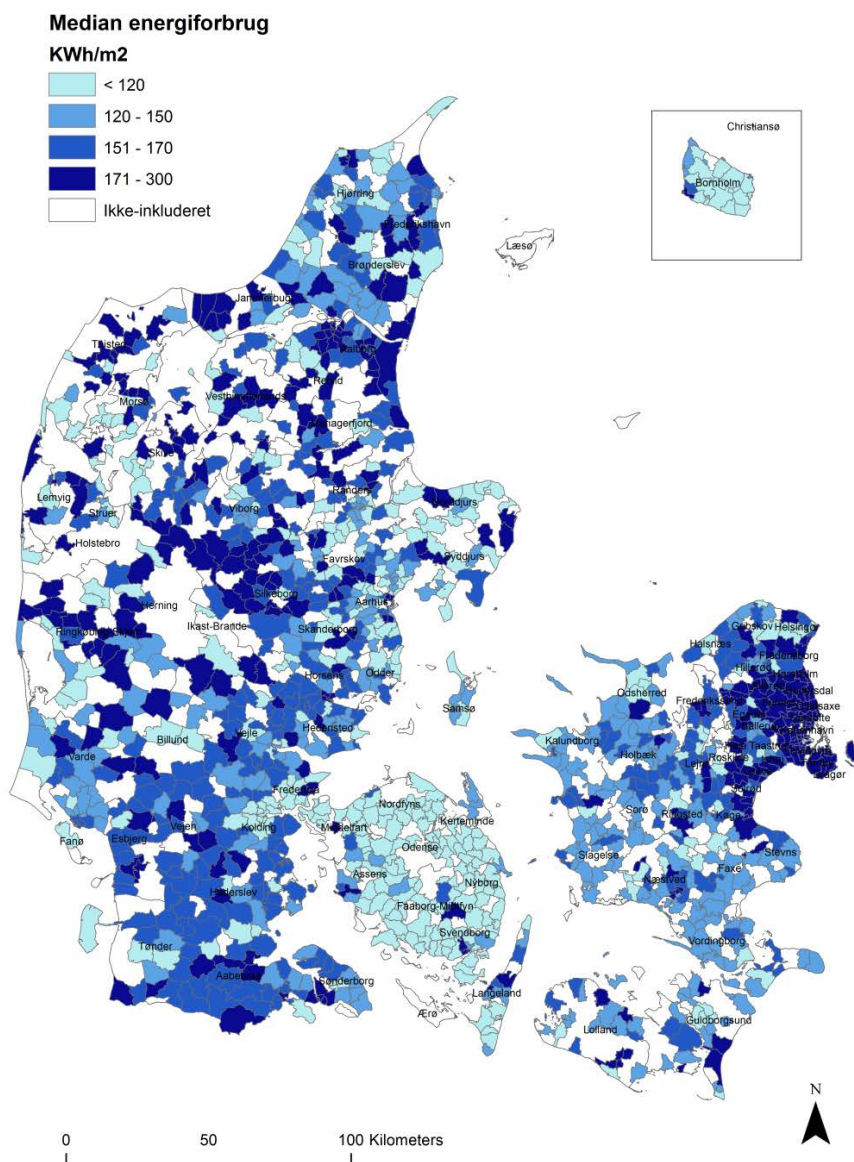 Median energiforbrug
KWh/m2
< 120
120 - 150
151 - 170
171 - 300
Ikke-inkluderet
Christiansø
Bornholm
Hjørring
Frederikshavn
Læsø
Brønderslev
Jammerbugt
Thisted
Aalborg
Rebild
Vesthimmerlands
Morsø
Mariagerfjord
Skive
Lemvig
Randers
Norddjurs
Struer
Viborg
Holstebro
Favrskov
Syddjurs
Silkeborg
Aarhus
Herning
Ikast-Brande
Skanderborg
Ringkøbing-Skjern
Gribskov
Helsingør
Halsnæs
Fredensborg
Hillerød
Horsens
Odder
Odsherred
Frederikssund
Samsø
Hedensted
Varde
Billund
Vejle
Kalundborg
Holbæk
Lejre
Roskilde
Solrød
Dragør
Fredericia
Nordfyns
Esbjerg
Vejen
Kolding
Middelfart
Kerteminde
Sorø
Ringsted
Køge
Fanø
Odense
Slagelse
Stevns
Assens
Nyborg
Næstved
Faxe
Haderslev
Faaborg-Midtfyn
Svendborg
Tønder
Vordingborg
Aabenraa
Sønderborg
Langeland
Ærø
Lolland
Guldborgsund
N
0 50 100 Kilometers